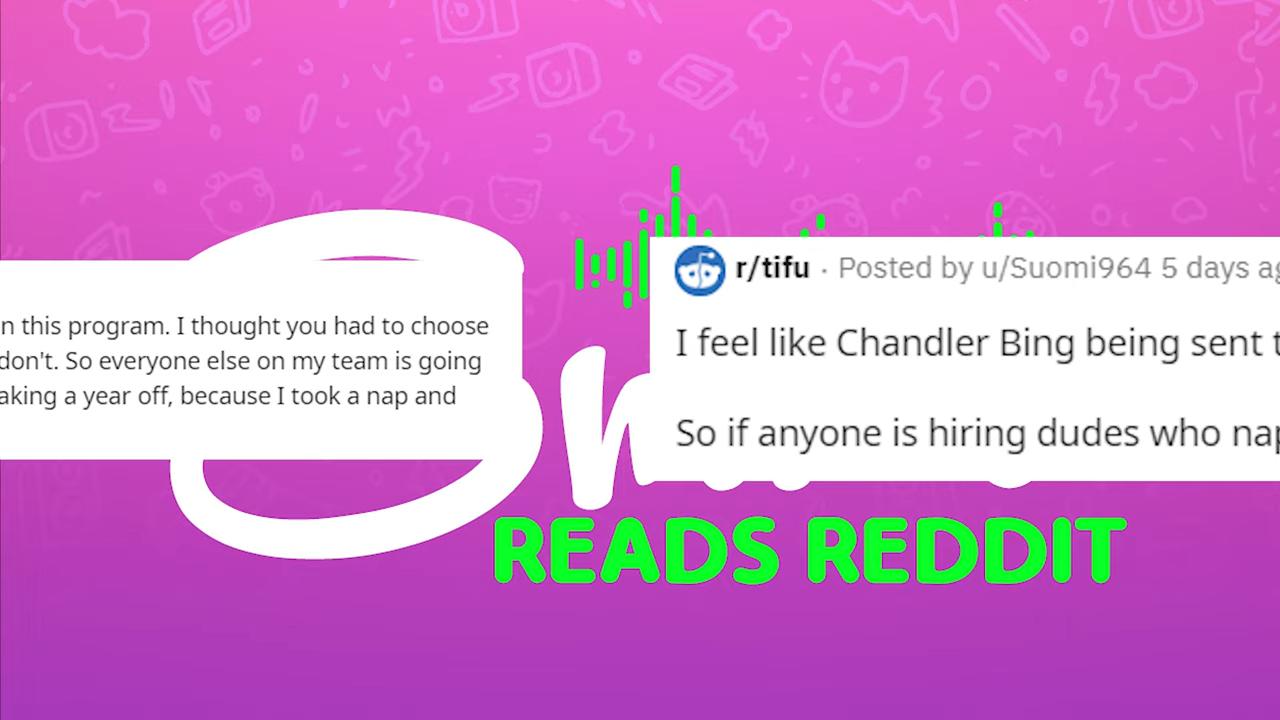 n this program. I thought you had to choose
don't. So everyone else on my team is going
aking a year off, because I took a nap and
r/tifu · Posted by u/Suomi964 5 days ag
I feel like Chandler Bing being sent t
So if anyone is hiring dudes who nap
READS REDDIT